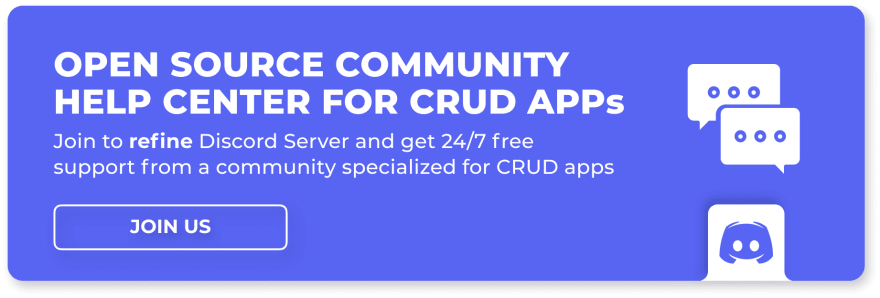 OPEN SOURCE COMMUNITY
HELP CENTER FOR CRUD APPs
Join to refine Discord Server and get 24/7 free
support from a community specialized for CRUD apps
JOIN US